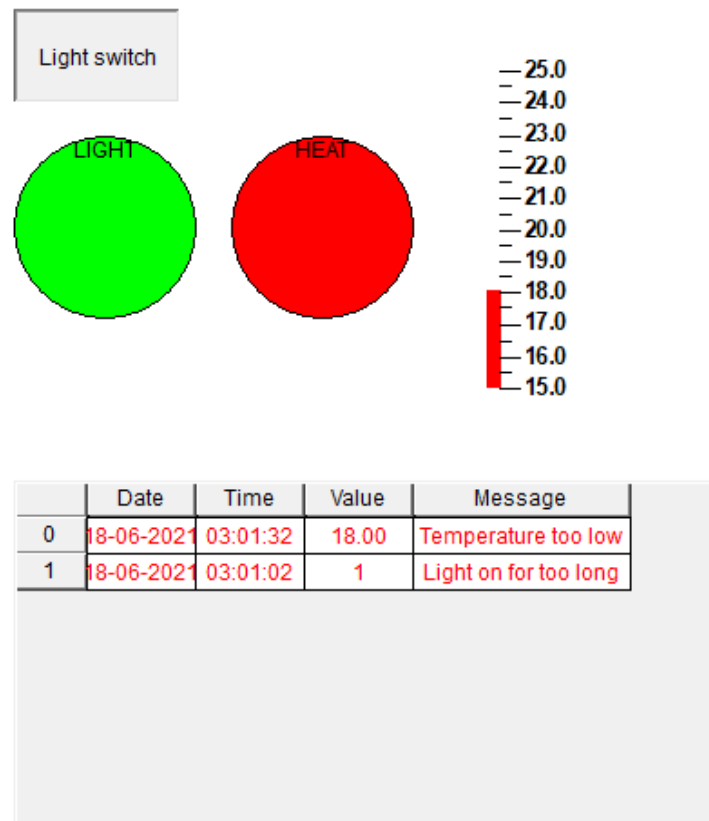 Light switch
LIGHT
HEAT
25.0
24.0
23.0
22.0
21.0
20.0
19.0
18.0
17.0
16.0
15.0
Date Time Value Message
0 18-06-2021 03:01:32 18.00 Temperature too low
1 18-06-2021 03:01:02 1 Light on for too long